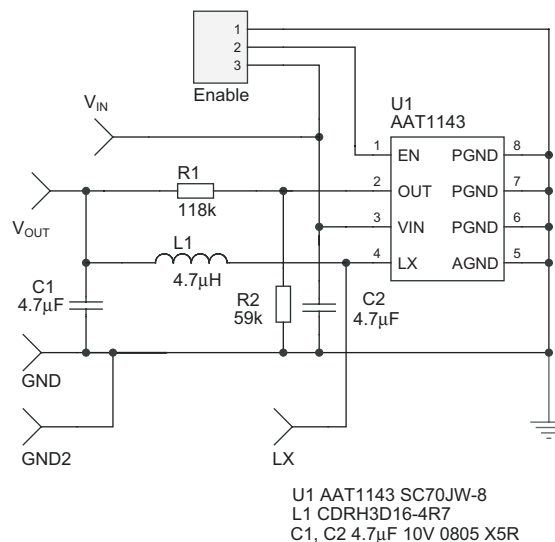 1
2
3
Enable
V_IN
U1
AAT1143
1 EN PGND 8
2 OUT PGND 7
3 VIN PGND 6
4 LX AGND 5
R1
118k
V_OUT
L1
4.7μH
C1
4.7μF
R2
59k
C2
4.7μF
GND
GND2
LX
U1 AAT1143 SC70JW-8
L1 CDRH3D16-4R7
C1, C2 4.7μF 10V 0805 X5R